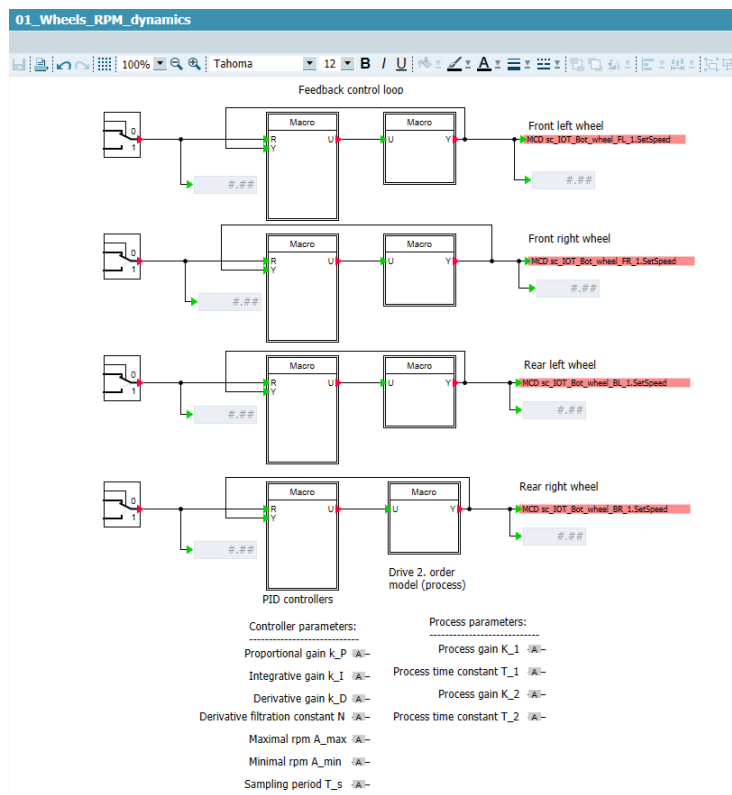 01_Wheels_RPM_dynamics
100% Tahoma 12 B I U A
Feedback control loop
Macro Macro Front left wheel
0 1 R Y U U Y MCD sc_IOT_Bot_wheel_FL_1.SetSpeed
#.## #.##
Macro Macro Front right wheel
0 1 R Y U U Y MCD sc_IOT_Bot_wheel_FR_1.SetSpeed
#.## #.##
Macro Macro Rear left wheel
0 1 R Y U U Y MCD sc_IOT_Bot_wheel_BL_1.SetSpeed
#.## #.##
Macro Macro Rear right wheel
0 1 R Y U U Y MCD sc_IOT_Bot_wheel_BR_1.SetSpeed
#.## #.##
Drive 2. order
model (process)
PID controllers
Controller parameters:
----------------------------
Proportional gain k_P A
Integrative gain k_I A
Derivative gain k_D A
Derivative filtration constant N A
Maximal rpm A_max A
Minimal rpm A_min A
Sampling period T_s A
Process parameters:
----------------------------
Process gain K_1 A
Process time constant T_1 A
Process gain K_2 A
Process time constant T_2 A